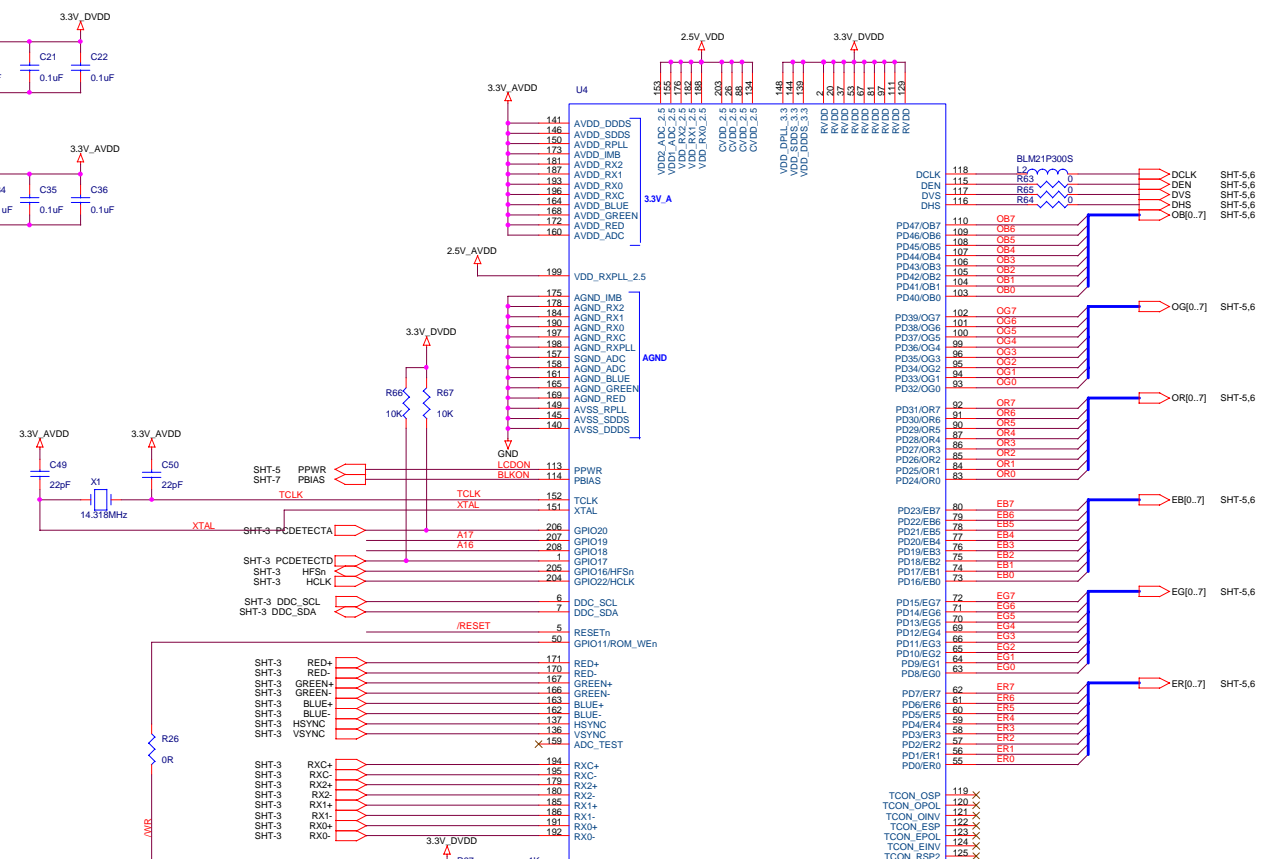 3.3V_DVDD
C21
C22
0.1uF
0.1uF
3.3V_AVDD
C35
C36
uF
0.1uF
0.1uF
2.5V_VDD
3.3V_DVDD
153
155
176
182
188
203
26
88
134
148
144
139
2
20
37
53
67
81
97
111
129
VDD2_ADC_2.5
VDD1_ADC_2.5
VDD_RX2_2.5
VDD_RX1_2.5
VDD_RX0_2.5
CVDD_2.5
CVDD_2.5
CVDD_2.5
CVDD_2.5
VDD_DPLL_3.3
VDD_SDDS_3.3
VDD_DDDS_3.3
RVDD
RVDD
RVDD
RVDD
RVDD
RVDD
RVDD
RVDD
RVDD
3.3V_AVDD
U4
141 AVDD_DDDS
146 AVDD_SDDS
150 AVDD_RPLL
173 AVDD_IMB
181 AVDD_RX2
187 AVDD_RX1
193 AVDD_RX0
196 AVDD_RXC
164 AVDD_BLUE
168 AVDD_GREEN
172 AVDD_RED
160 AVDD_ADC
3.3V_A
2.5V_AVDD
199 VDD_RXPLL_2.5
175 AGND_IMB
178 AGND_RX2
184 AGND_RX1
190 AGND_RX0
197 AGND_RXC
198 AGND_RXPLL
157 SGND_ADC
158 AGND_ADC
161 AGND_BLUE
165 AGND_GREEN
169 AGND_RED
149 AVSS_RPLL
145 AVSS_SDDS
140 AVSS_DDDS
AGND
GND
3.3V_DVDD
R66
R67
10K
10K
3.3V_AVDD
3.3V_AVDD
C49
C50
22pF
22pF
X1
14.318MHz
SHT-5 PPWR LCDON 113 PPWR
SHT-7 PBIAS BLKON 114 PBIAS
TCLK TCLK 152 TCLK
XTAL XTAL 151 XTAL
SHT-3 PCDETECTA 206 GPIO20
A17 207 GPIO19
A16 208 GPIO18
SHT-3 PCDETECTD 1 GPIO17
SHT-3 HFSn 205 GPIO16/HFSn
SHT-3 HCLK 204 GPIO22/HCLK
SHT-3 DDC_SCL 6 DDC_SCL
SHT-3 DDC_SDA 7 DDC_SDA
/RESET 5 RESETn
50 GPIO11/ROM_WEn
SHT-3 RED+ 171 RED+
SHT-3 RED- 170 RED-
SHT-3 GREEN+ 167 GREEN+
SHT-3 GREEN- 166 GREEN-
SHT-3 BLUE+ 163 BLUE+
SHT-3 BLUE- 162 BLUE-
SHT-3 HSYNC 137 HSYNC
SHT-3 VSYNC 136 VSYNC
159 ADC_TEST
R26
0R
/WR
SHT-3 RXC+ 194 RXC+
SHT-3 RXC- 195 RXC-
SHT-3 RX2+ 179 RX2+
SHT-3 RX2- 180 RX2-
SHT-3 RX1+ 185 RX1+
SHT-3 RX1- 186 RX1-
SHT-3 RX0+ 191 RX0+
SHT-3 RX0- 192 RX0-
3.3V_DVDD
BLM21P300S
DCLK 118 L2 DCLK SHT-5,6
DEN 115 R63 0 DEN SHT-5,6
DVS 117 R65 0 DVS SHT-5,6
DHS 116 R64 0 DHS SHT-5,6
OB[0..7] SHT-5,6
PD47/OB7 110 OB7
PD46/OB6 109 OB6
PD45/OB5 108 OB5
PD44/OB4 107 OB4
PD43/OB3 106 OB3
PD42/OB2 105 OB2
PD41/OB1 104 OB1
PD40/OB0 103 OB0
OG[0..7] SHT-5,6
PD39/OG7 102 OG7
PD38/OG6 101 OG6
PD37/OG5 100 OG5
PD36/OG4 99 OG4
PD35/OG3 96 OG3
PD34/OG2 95 OG2
PD33/OG1 94 OG1
PD32/OG0 93 OG0
OR[0..7] SHT-5,6
PD31/OR7 92 OR7
PD30/OR6 91 OR6
PD29/OR5 90 OR5
PD28/OR4 87 OR4
PD27/OR3 86 OR3
PD26/OR2 85 OR2
PD25/OR1 84 OR1
PD24/OR0 83 OR0
EB[0..7] SHT-5,6
PD23/EB7 80 EB7
PD22/EB6 79 EB6
PD21/EB5 78 EB5
PD20/EB4 77 EB4
PD19/EB3 76 EB3
PD18/EB2 75 EB2
PD17/EB1 74 EB1
PD16/EB0 73 EB0
EG[0..7] SHT-5,6
PD15/EG7 72 EG7
PD14/EG6 71 EG6
PD13/EG5 70 EG5
PD12/EG4 69 EG4
PD11/EG3 66 EG3
PD10/EG2 65 EG2
PD9/EG1 64 EG1
PD8/EG0 63 EG0
ER[0..7] SHT-5,6
PD7/ER7 62 ER7
PD6/ER6 61 ER6
PD5/ER5 60 ER5
PD4/ER4 59 ER4
PD3/ER3 58 ER3
PD2/ER2 57 ER2
PD1/ER1 56 ER1
PD0/ER0 55 ER0
TCON_OSP 119
TCON_OPOL 120
TCON_OINV 121
TCON_ESP 122
TCON_EPOL 123
TCON_EINV 124
TCON_RSP2 125